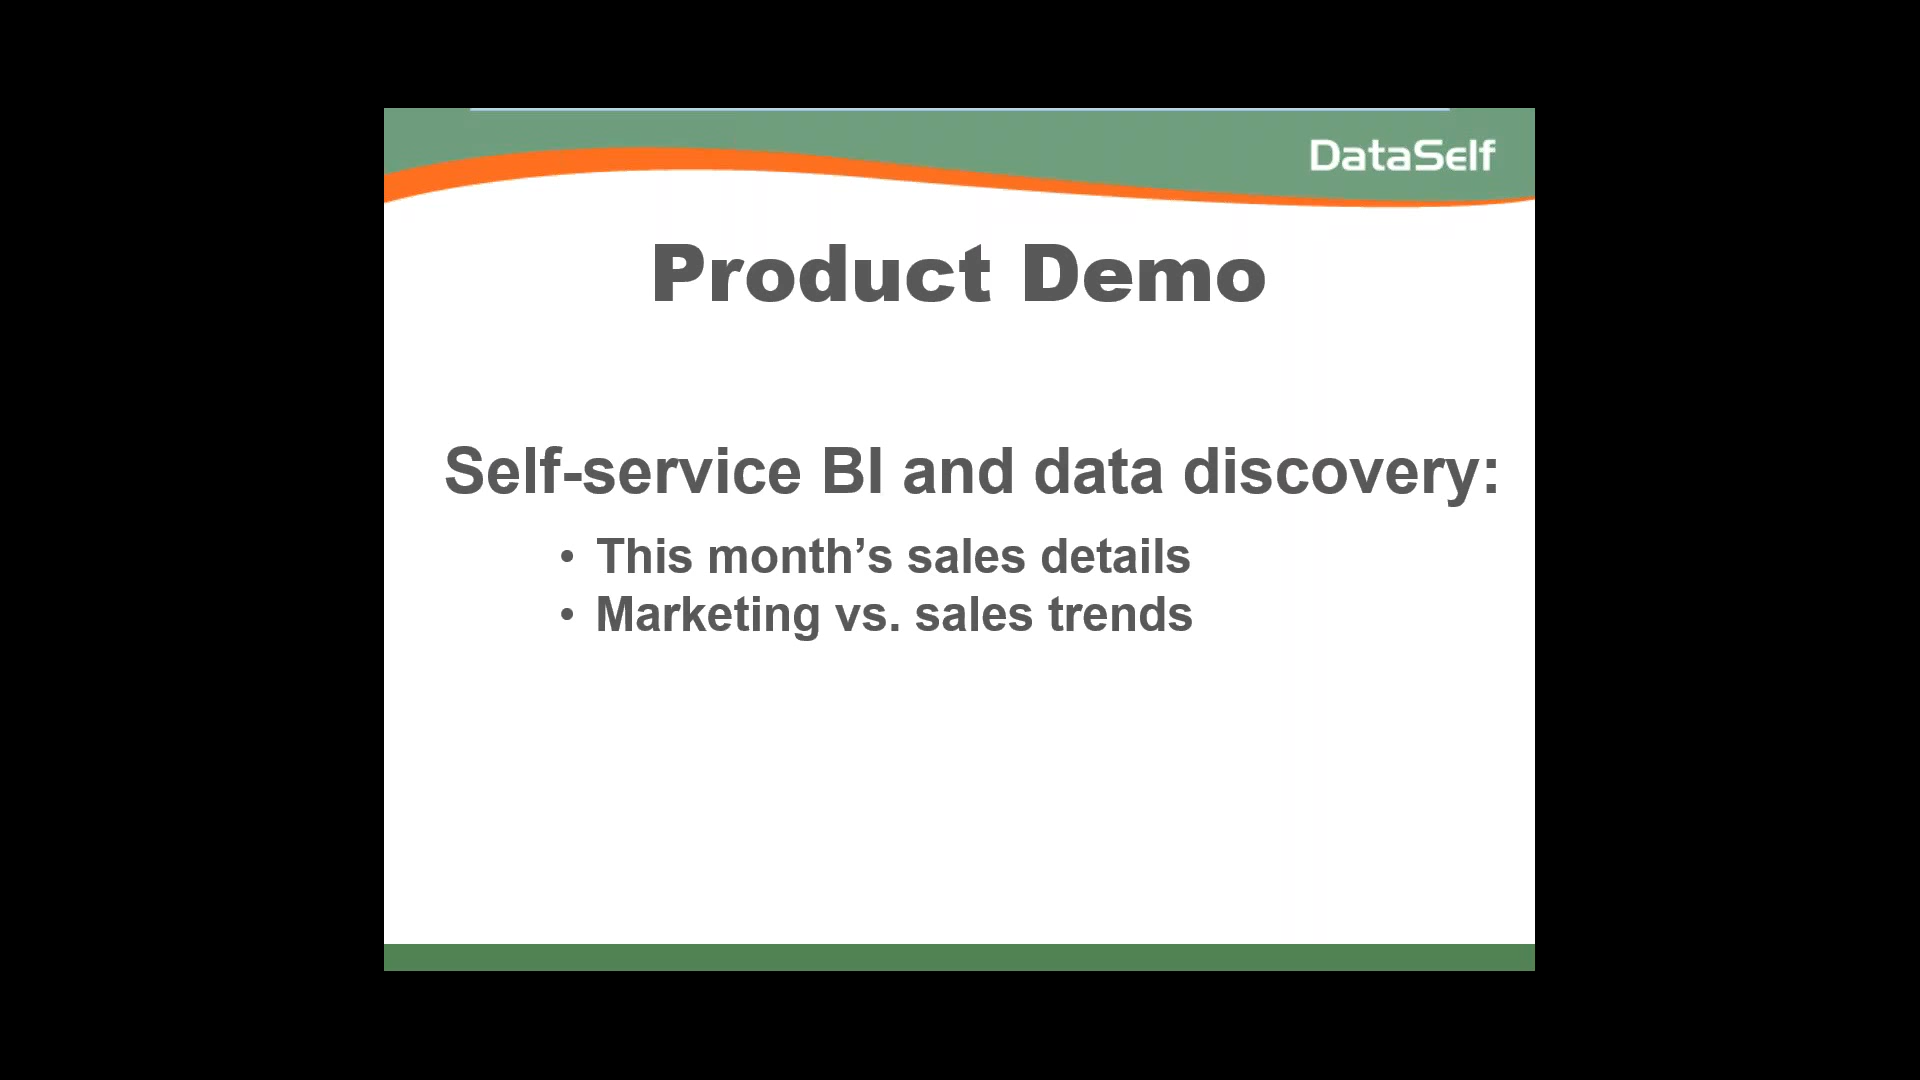 DataSelf
Product Demo
Self-service BI and data discovery:
• This month’s sales details
• Marketing vs. sales trends